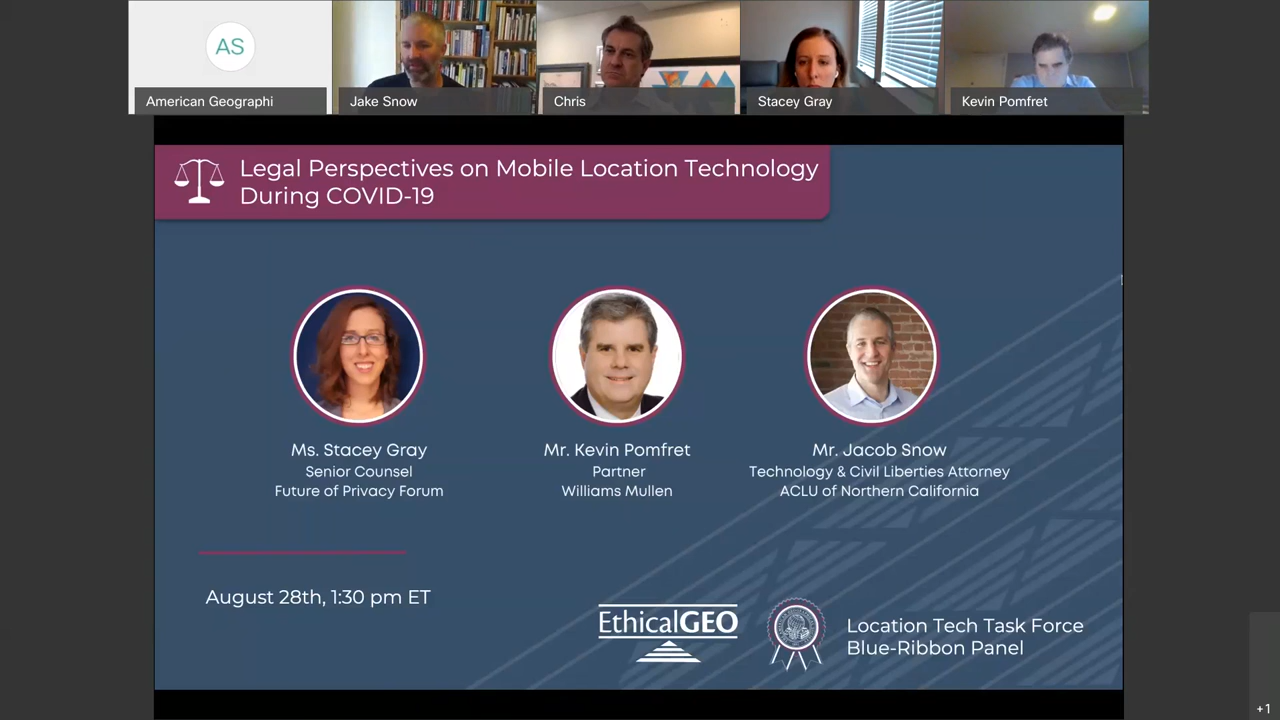 AS
American Geographi
Jake Snow
Chris
Stacey Gray
Kevin Pomfret
Legal Perspectives on Mobile Location Technology
During COVID-19
Ms. Stacey Gray
Senior Counsel
Future of Privacy Forum
Mr. Kevin Pomfret
Partner
Williams Mullen
Mr. Jacob Snow
Technology & Civil Liberties Attorney
ACLU of Northern California
August 28th, 1:30 pm ET
EthicalGEO
Location Tech Task Force
Blue-Ribbon Panel
+1